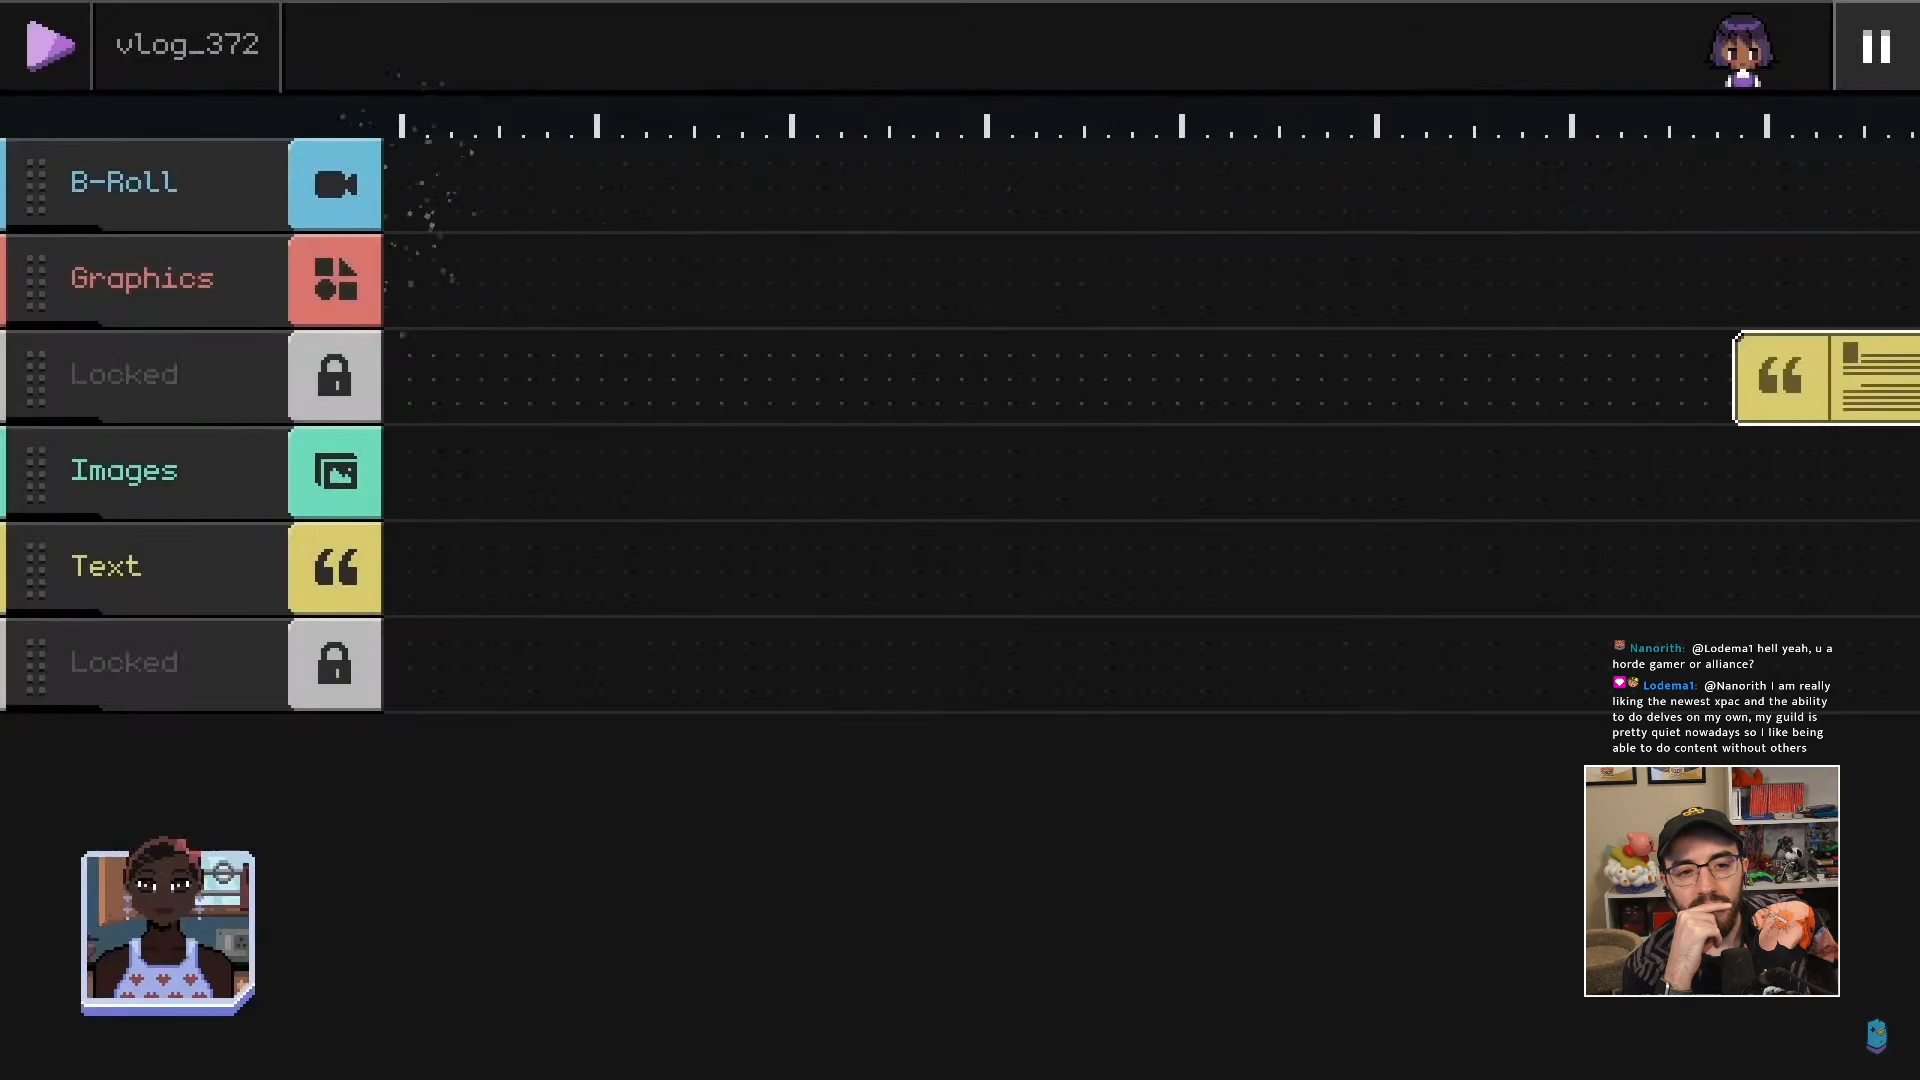 vlog_372
B-Roll
Graphics
Locked
Images
Text
Locked
Nanorith: @Lodema1 hell yeah, u a
horde gamer or alliance?
Lodema1: @Nanorith I am really
liking the newest xpac and the ability
to do delves on my own, my guild is
pretty quiet nowadays so I like being
able to do content without others